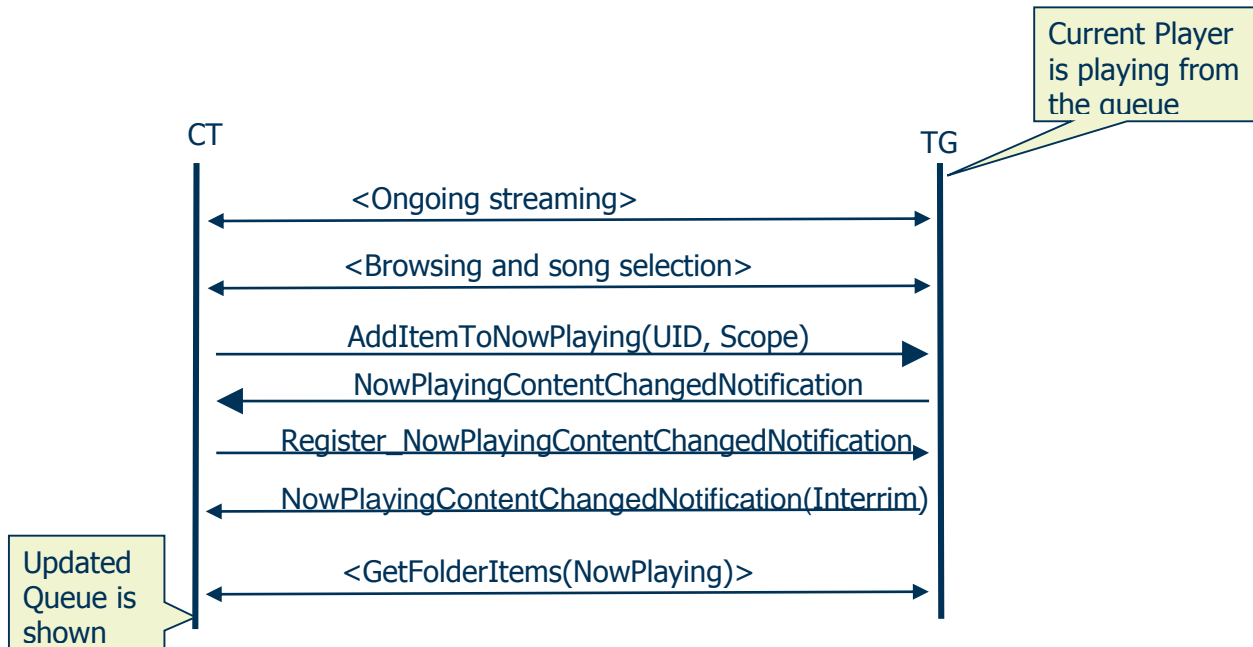 Current Player
is playing from
the queue
CT
TG
<Ongoing streaming>
<Browsing and song selection>
AddItemToNowPlaying(UID, Scope)
NowPlayingContentChangedNotification
Register_NowPlayingContentChangedNotification
NowPlayingContentChangedNotification(Interrim)
<GetFolderItems(NowPlaying)>
Updated
Queue is
shown